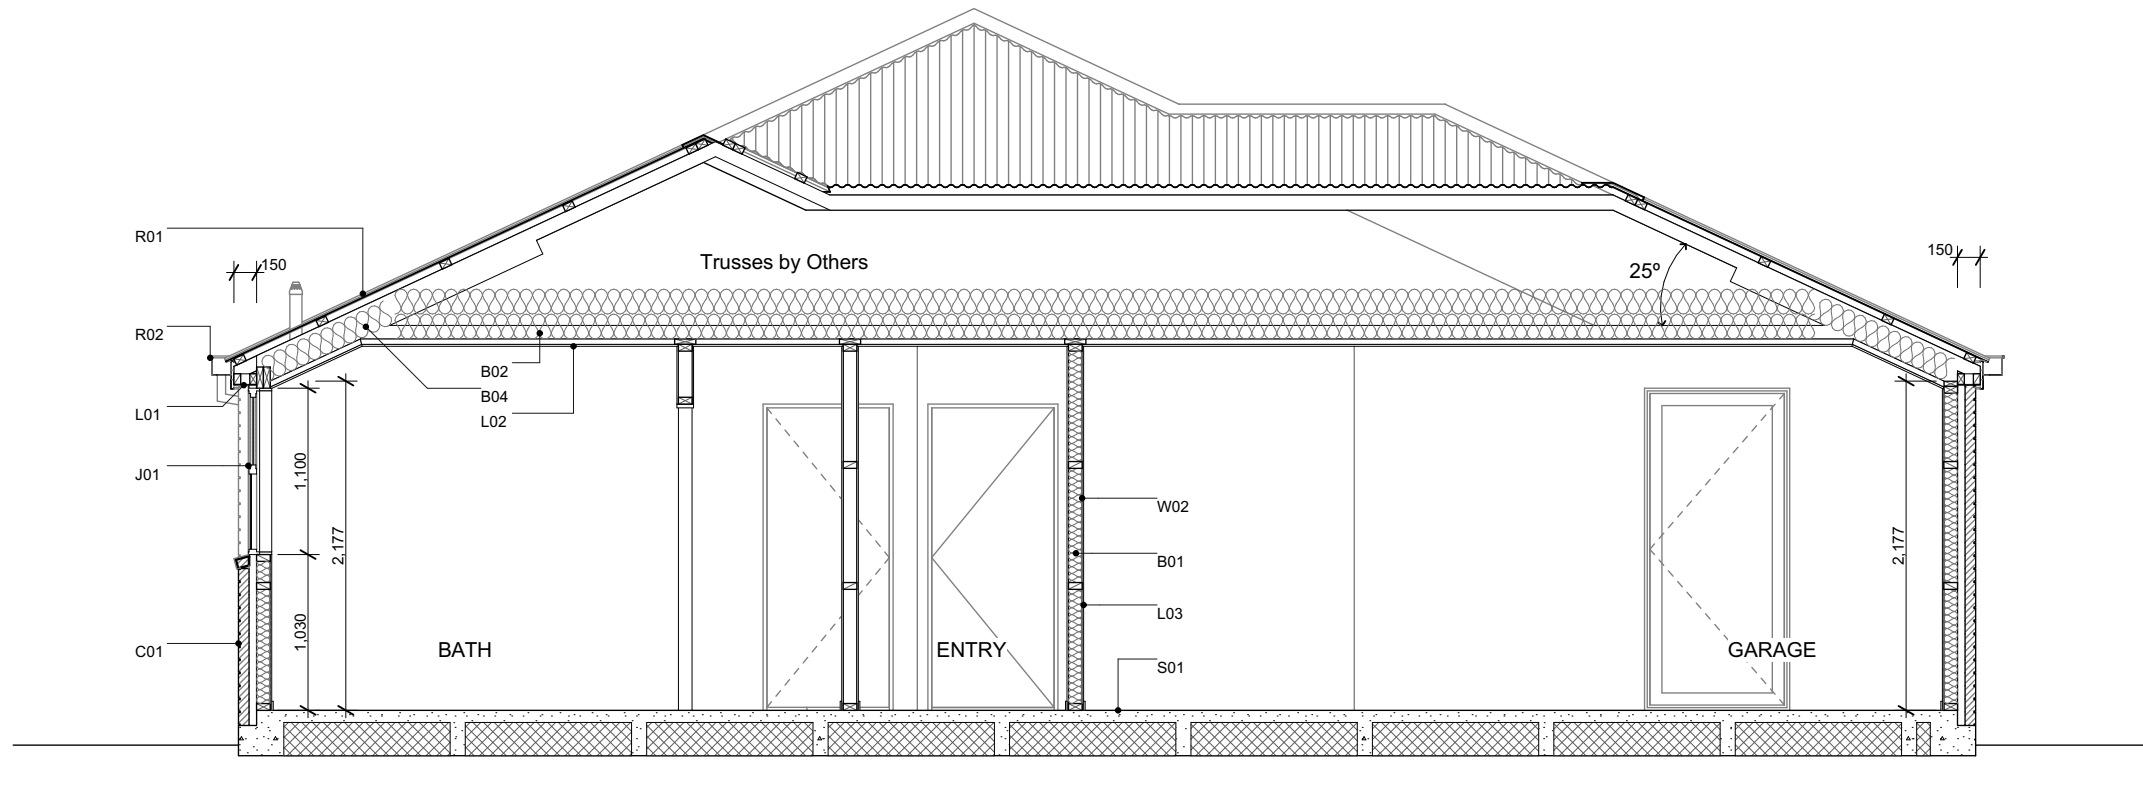 R01
150
Trusses by Others
25º
150
R02
B02
B04
L02
L01
J01
1,100
2,177
W02
2,177
B01
L03
1,030
C01
BATH
ENTRY
GARAGE
S01